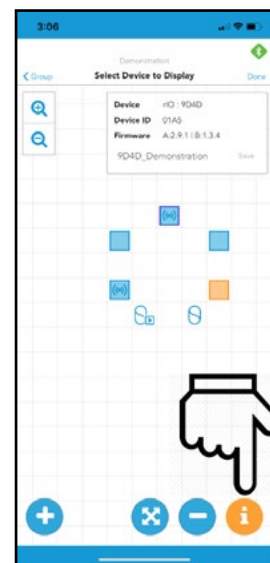 3:06
Demonstration
Group
Select Device to Display
Done
Device rIO : 9D4D
Device ID 01A5
Firmware A:2.9.1 | B:1.3.4
9D4D_Demonstration Save
i